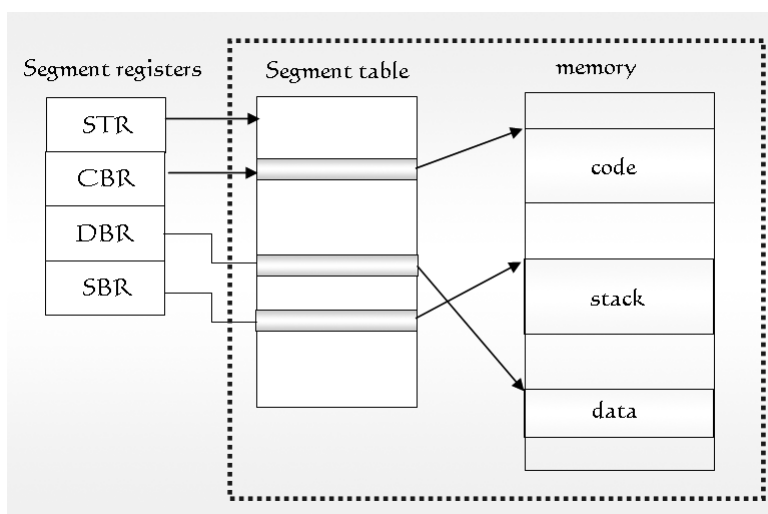 Segment registers
Segment table
memory
STR
CBR
DBR
SBR
code
stack
data